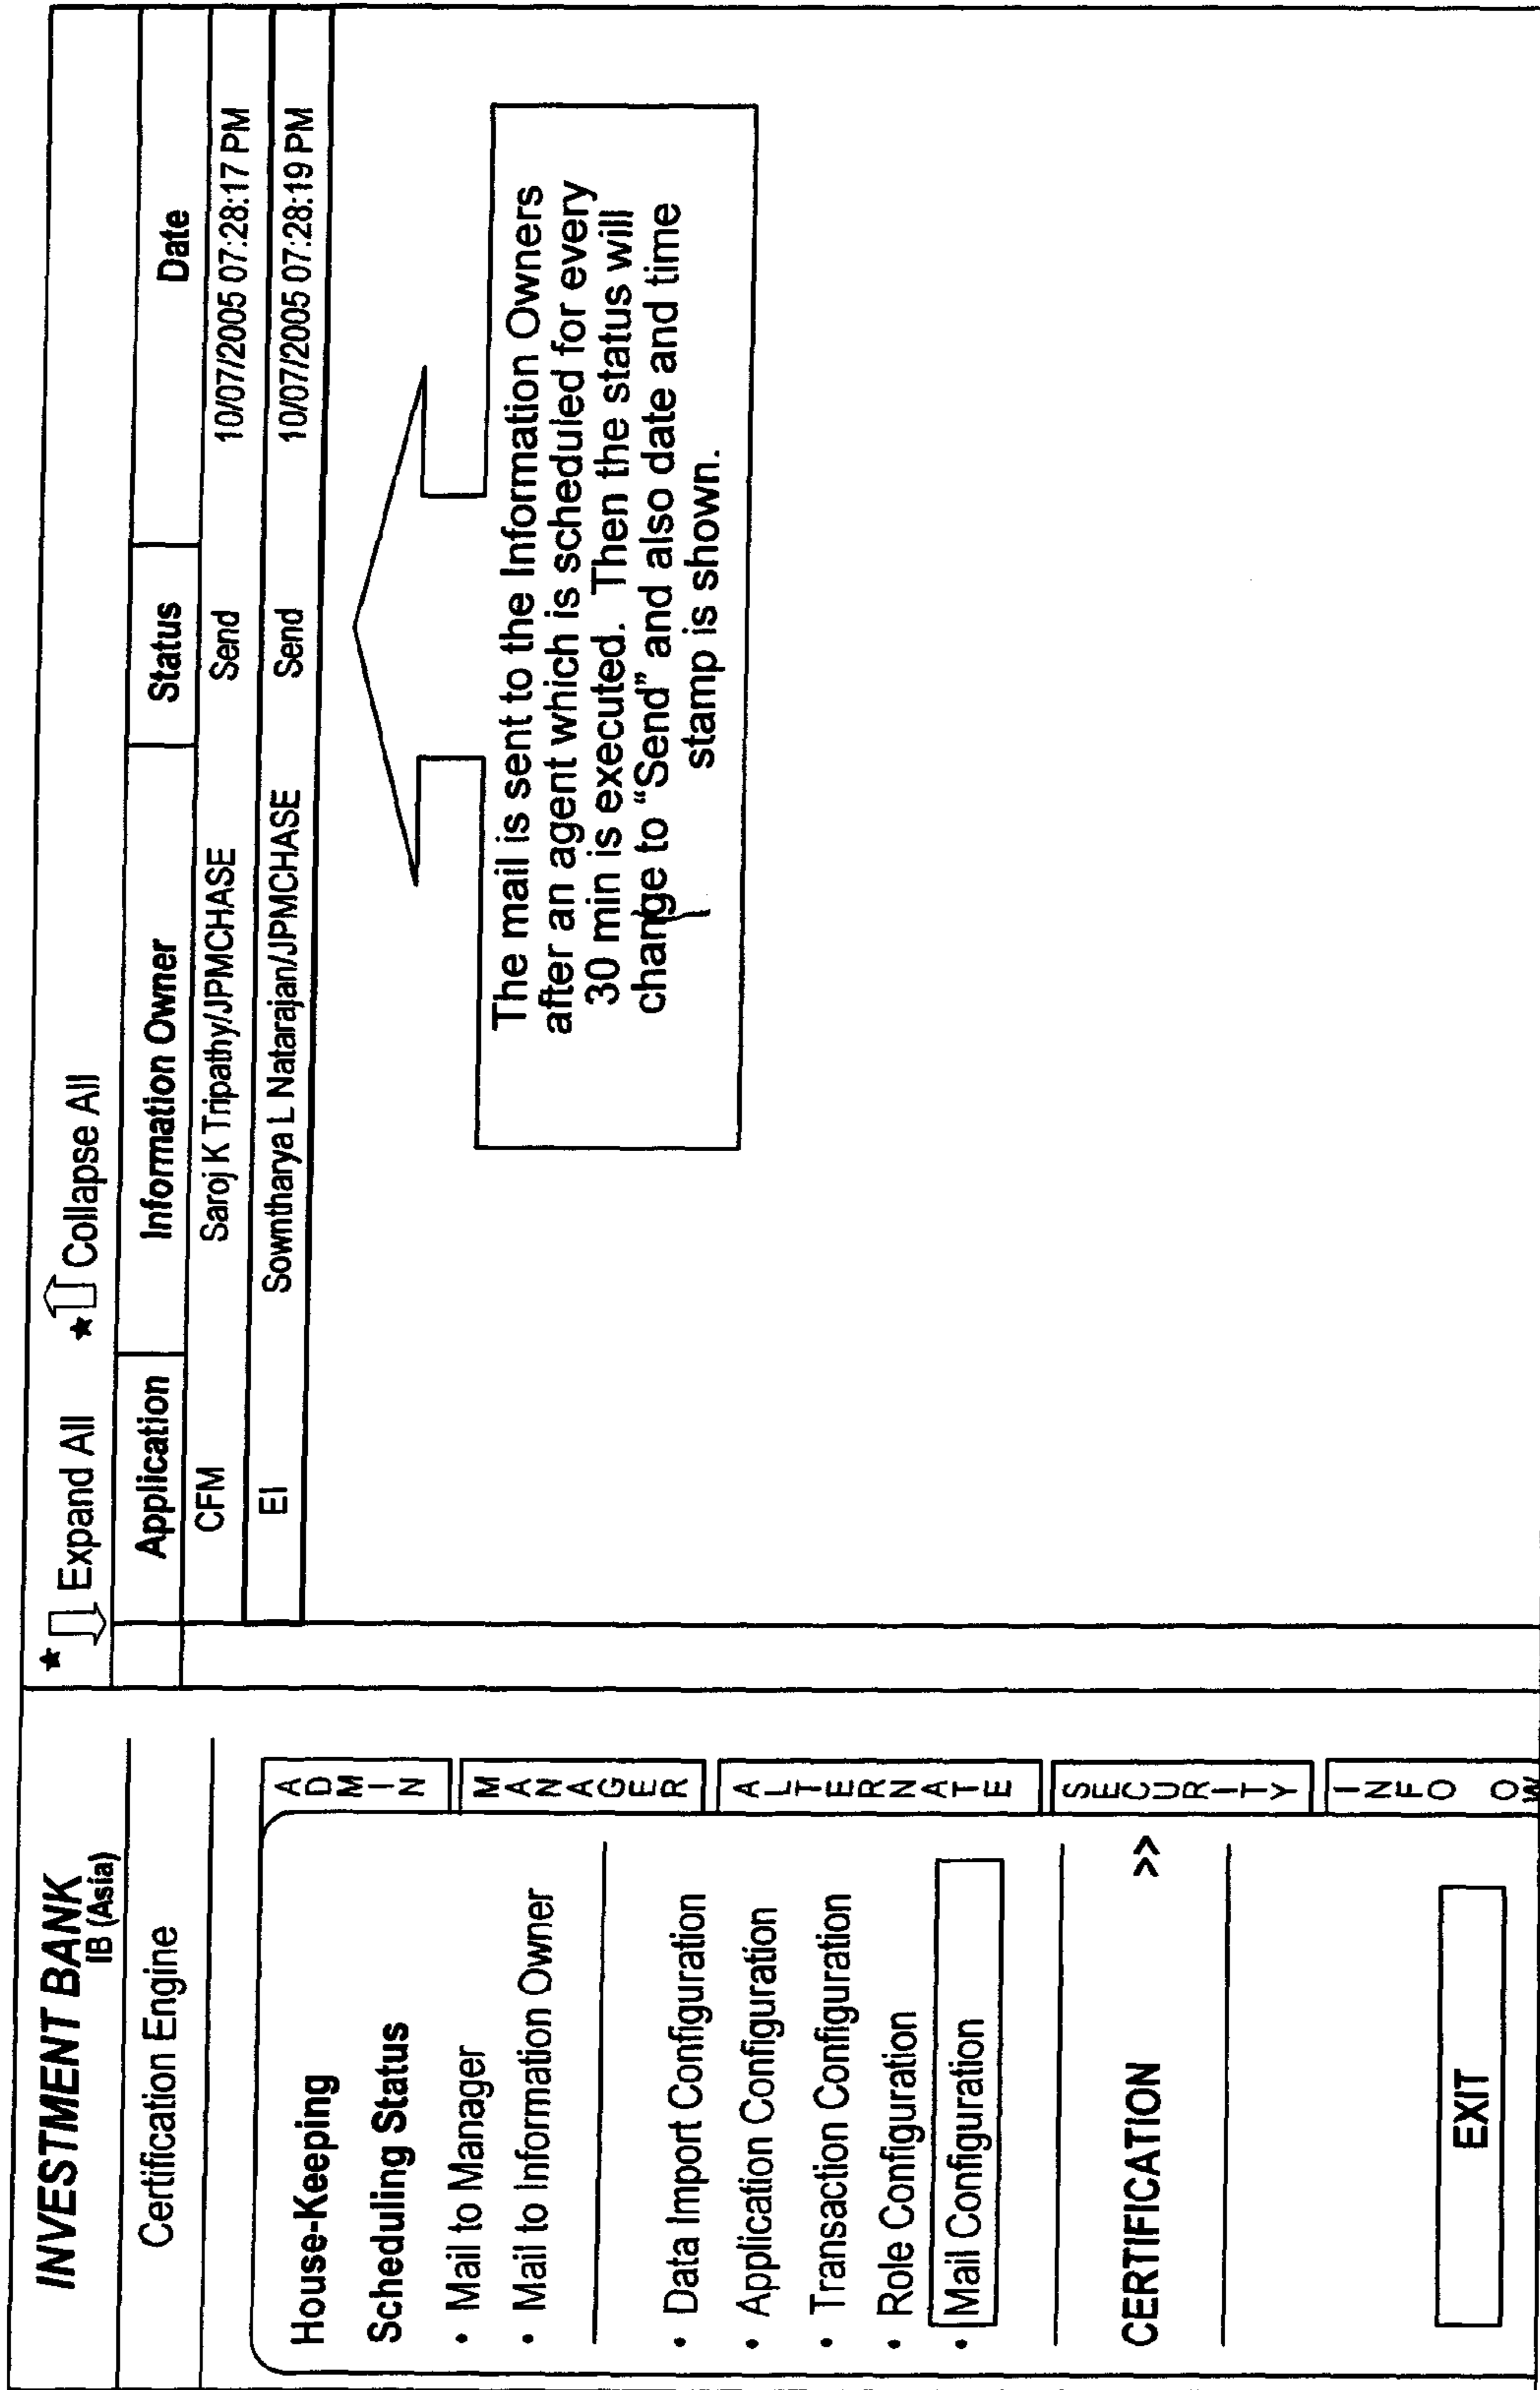 INVESTMENT BANK
IB (Asia)
Certification Engine
House-Keeping
Scheduling Status
• Mail to Manager
• Mail to Information Owner
• Data Import Configuration
• Application Configuration
• Transaction Configuration
• Role Configuration
• Mail Configuration
CERTIFICATION >>
EXIT
ADMIN
MANAGER
ALTERNATE
SECURITY
INFO OW
★ Expand All ★ Collapse All
Application Information Owner Status Date
CFM Saroj K Tripathy/JPMCHASE Send 10/07/2005 07:28:17 PM
EI Sowntharya L Natarajan/JPMCHASE Send 10/07/2005 07:28:19 PM
The mail is sent to the Information Owners
after an agent which is scheduled for every
30 min is executed. Then the status will
change to “Send” and also date and time
stamp is shown.